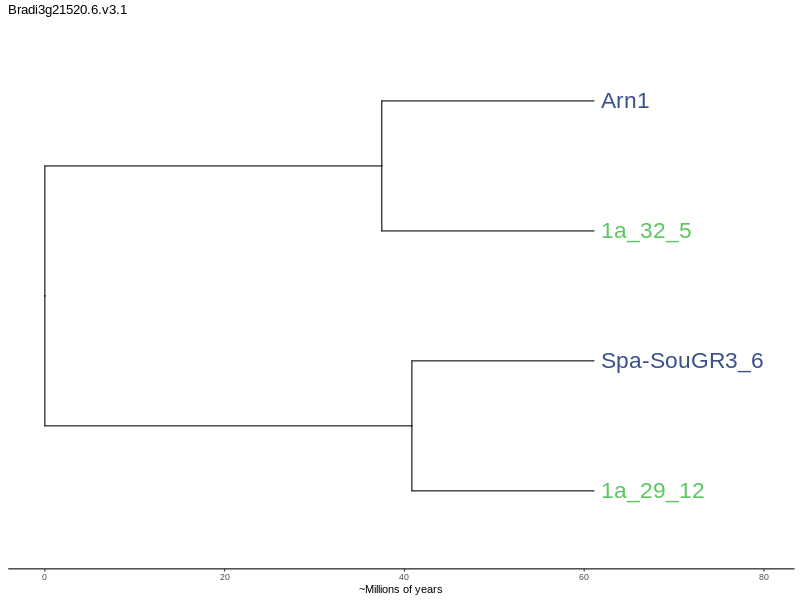 Bradi3g21520.6.v3.1
Arn1
1a_32_5
Spa-SouGR3_6
1a_29_12
0 20 40 60 80
~Millions of years